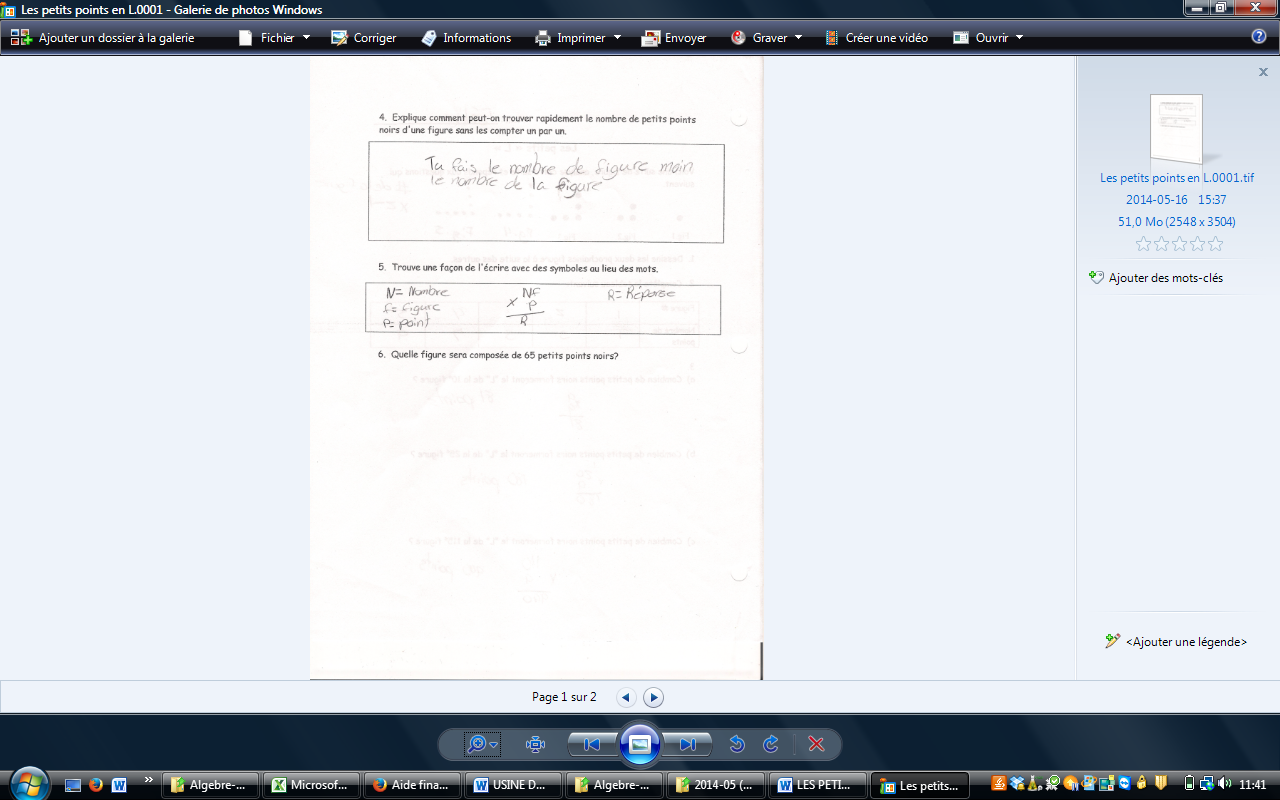 Les petits points en L.0001 - Galerie de photos Windows
Ajouter un dossier à la galerie Fichier Corriger Informations Imprimer Envoyer Graver Créer une vidéo Ouvrir
4. Explique comment peut-on trouver rapidement le nombre de petits points
noirs d'une figure sans les compter un par un.
Tu fais le nombre de figure moin
le nombre de la figure
5. Trouve une façon de l'écrire avec des symboles au lieu des mots.
N= Nombre
f= figure
P= point
Nf
x P
R
R= Réponse
6. Quelle figure sera composée de 65 petits points noirs?
Les petits points en L.0001.tif
2014-05-16 15:37
51,0 Mo (2548 x 3504)
Ajouter des mots-clés
<Ajouter une légende>
Page 1 sur 2
Algebre-... Microsof... Aide fina... USINE D... Algebre-... 2014-05 (... LES PETI... Les petits... 11:41